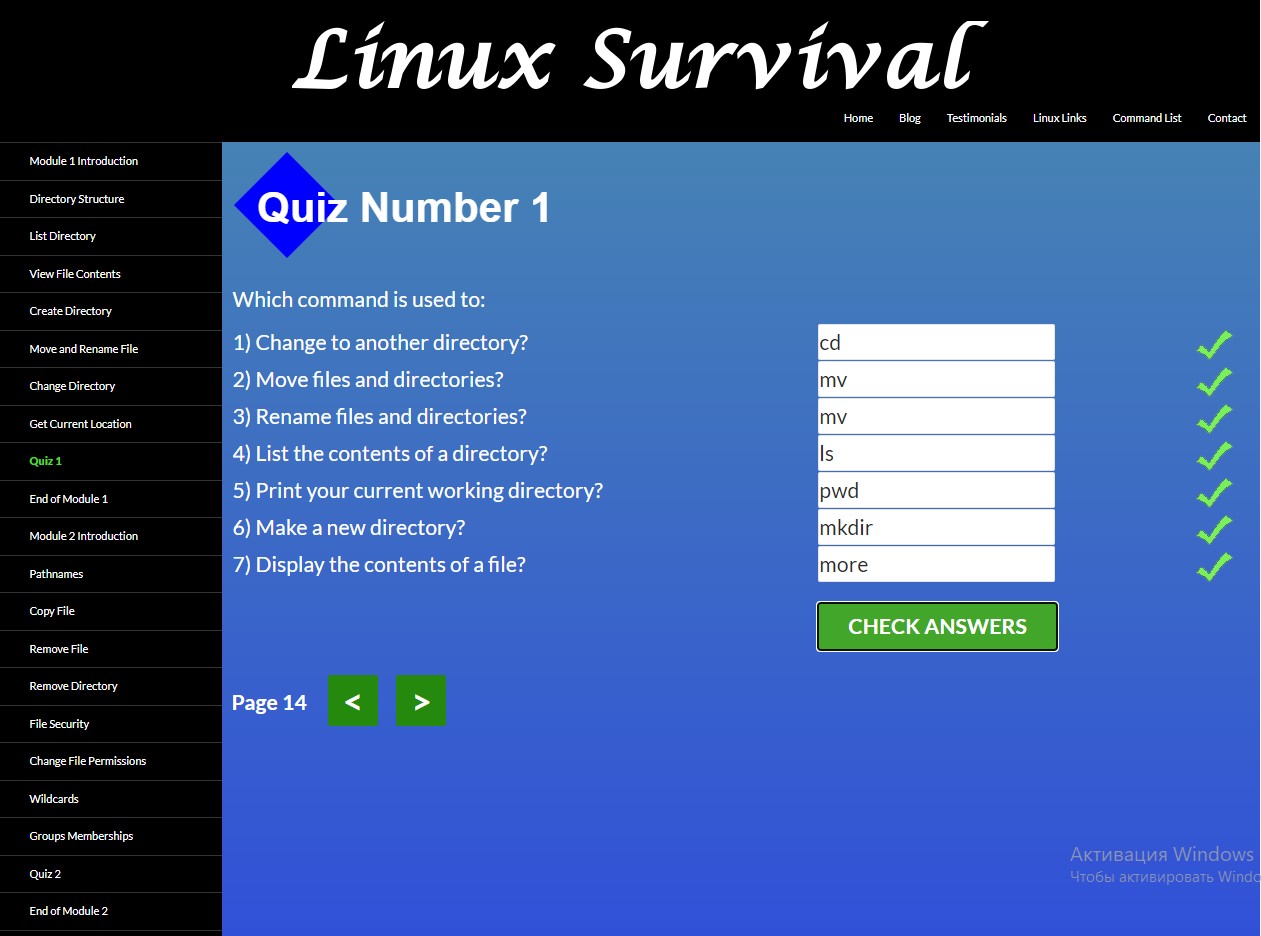 Linux Survival
Home Blog Testimonials Linux Links Command List Contact
Module 1 Introduction
Directory Structure
List Directory
View File Contents
Create Directory
Move and Rename File
Change Directory
Get Current Location
Quiz 1
End of Module 1
Module 2 Introduction
Pathnames
Copy File
Remove File
Remove Directory
File Security
Change File Permissions
Wildcards
Groups Memberships
Quiz 2
End of Module 2
Quiz Number 1
Which command is used to:
1) Change to another directory? cd
2) Move files and directories? mv
3) Rename files and directories? mv
4) List the contents of a directory? ls
5) Print your current working directory? pwd
6) Make a new directory? mkdir
7) Display the contents of a file? more
CHECK ANSWERS
Page 14 < >
Активация Windows
Чтобы активировать Windo